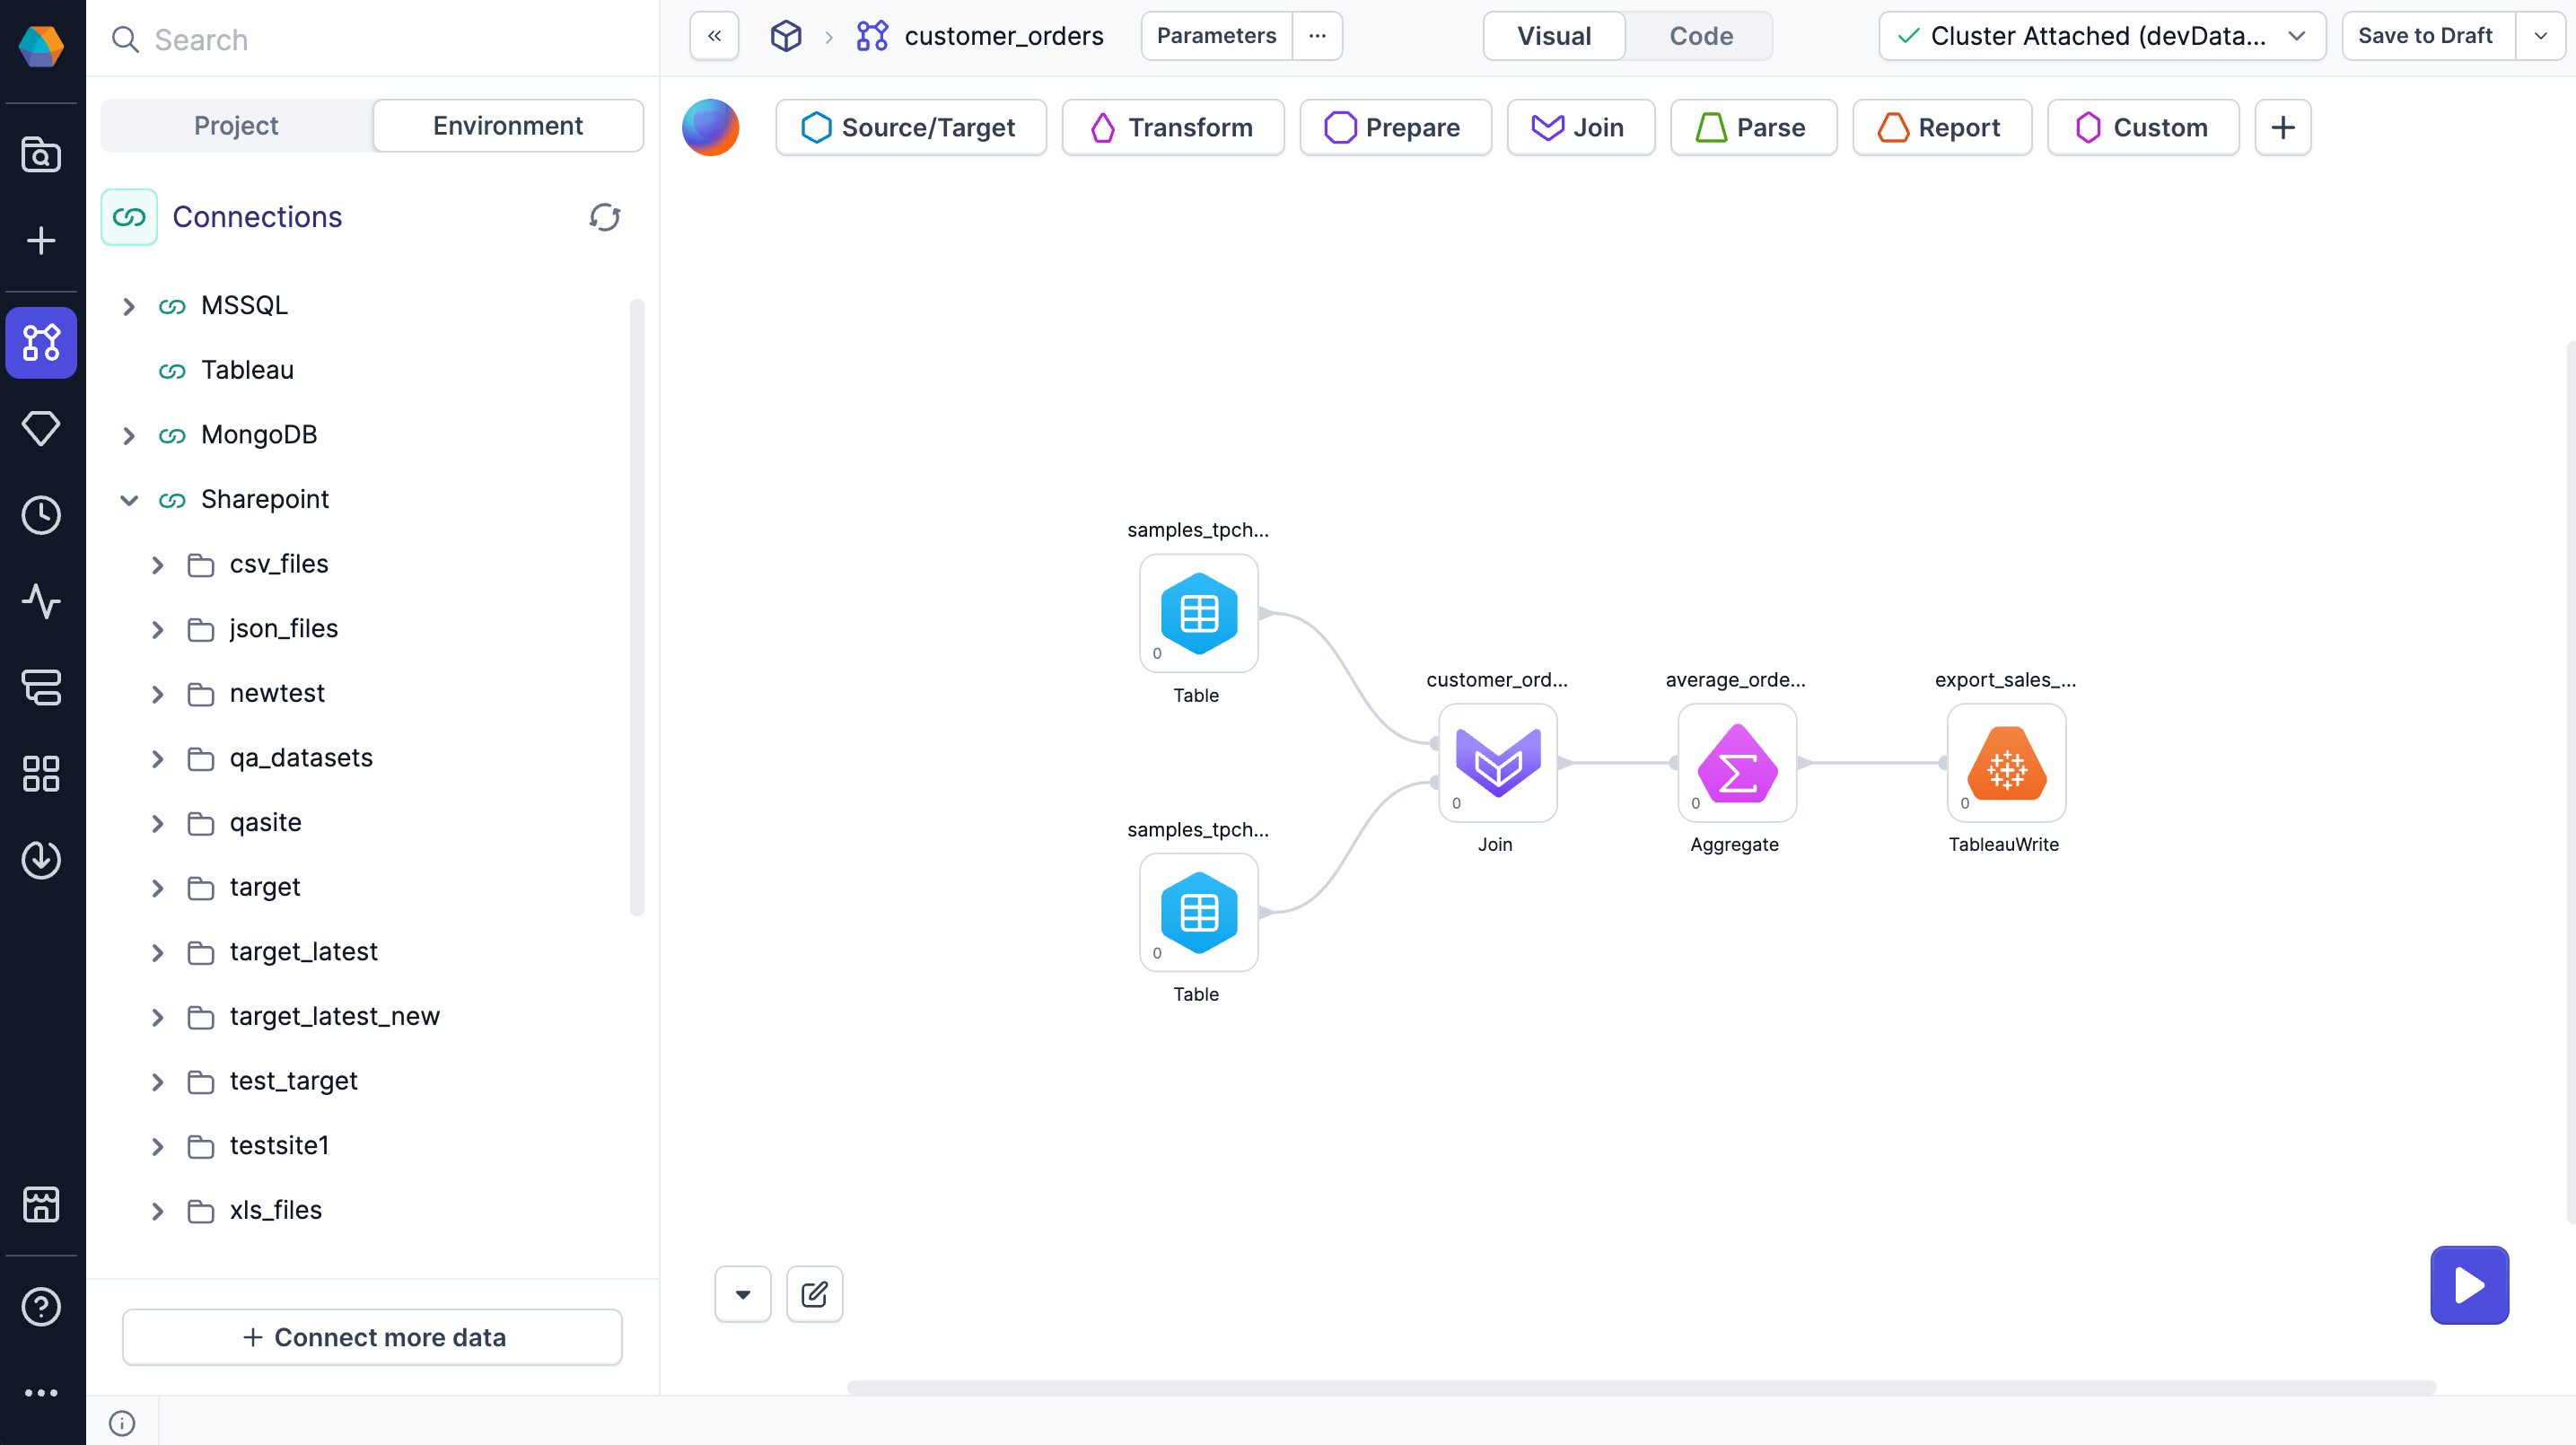 Search
customer_orders
Parameters
Visual
Code
Cluster Attached (devData...
Save to Draft
Project
Environment
Source/Target
Transform
Prepare
Join
Parse
Report
Custom
Connections
MSSQL
Tableau
MongoDB
Sharepoint
csv_files
json_files
newtest
qa_datasets
qasite
target
target_latest
target_latest_new
test_target
testsite1
xls_files
Connect more data
samples_tpch...
0
Table
samples_tpch...
0
Table
customer_ord...
0
Join
average_orde...
0
Aggregate
export_sales_...
0
TableauWrite